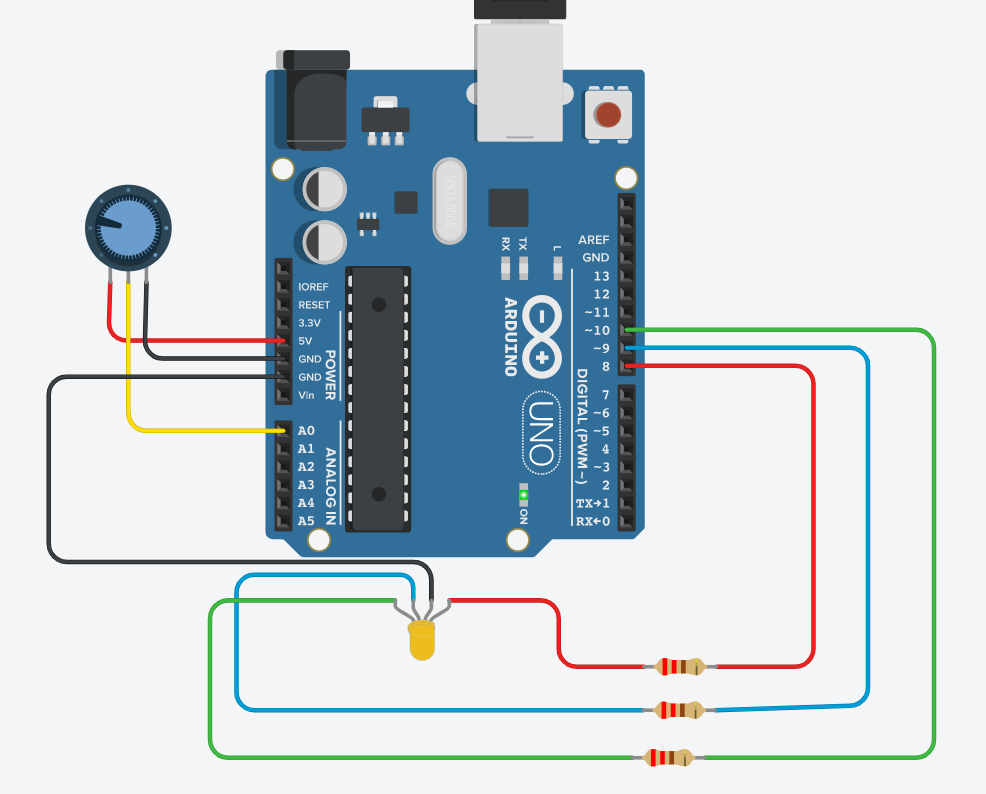 SPK16.000G
RX
TX
L
AREF
GND
13
12
~11
~10
~9
8
7
~6
~5
4
~3
2
TX→1
RX←0
DIGITAL (PWM~)
IOREF
RESET
3.3V
5V
GND
GND
Vin
POWER
A0
A1
A2
A3
A4
A5
ANALOG IN
ARDUINO
UNO
ON